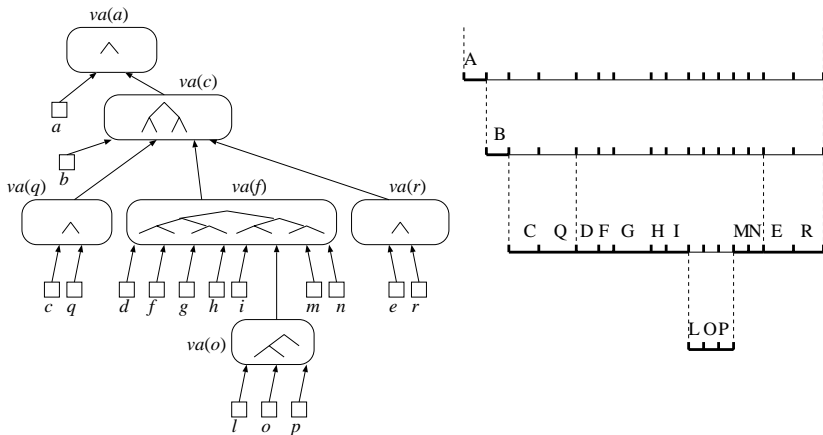 va(a)
A
va(c)
a
B
b
va(q) va(f) va(r)
C Q D F G H I M N E R
c q d f g h i m n e r
va(o)
L O P
l o p